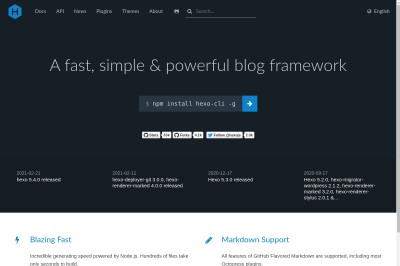 Docs API News Plugins Themes About Search... English
A fast, simple & powerful blog framework
$ npm install hexo-cli -g
Stars Forks Follow
2021-02-21
hexo 5.4.0 released
2021-02-11
hexo-deployer-git 3.0.0, hexo-
renderer-marked 4.0.0 released
2020-12-17
Hexo 5.3.0 released
2020-09-17
Hexo 5.2.0, hexo-migrator-
wordpress 2.1.2, hexo-renderer-
marked 3.2.0, hexo-renderer-
stylus 2.0.1 &...
Blazing Fast
Incredible generating speed powered by Node.js. Hundreds of files take
only seconds to build.
Markdown Support
All features of GitHub Flavored Markdown are supported, including most
Octopress plugins.